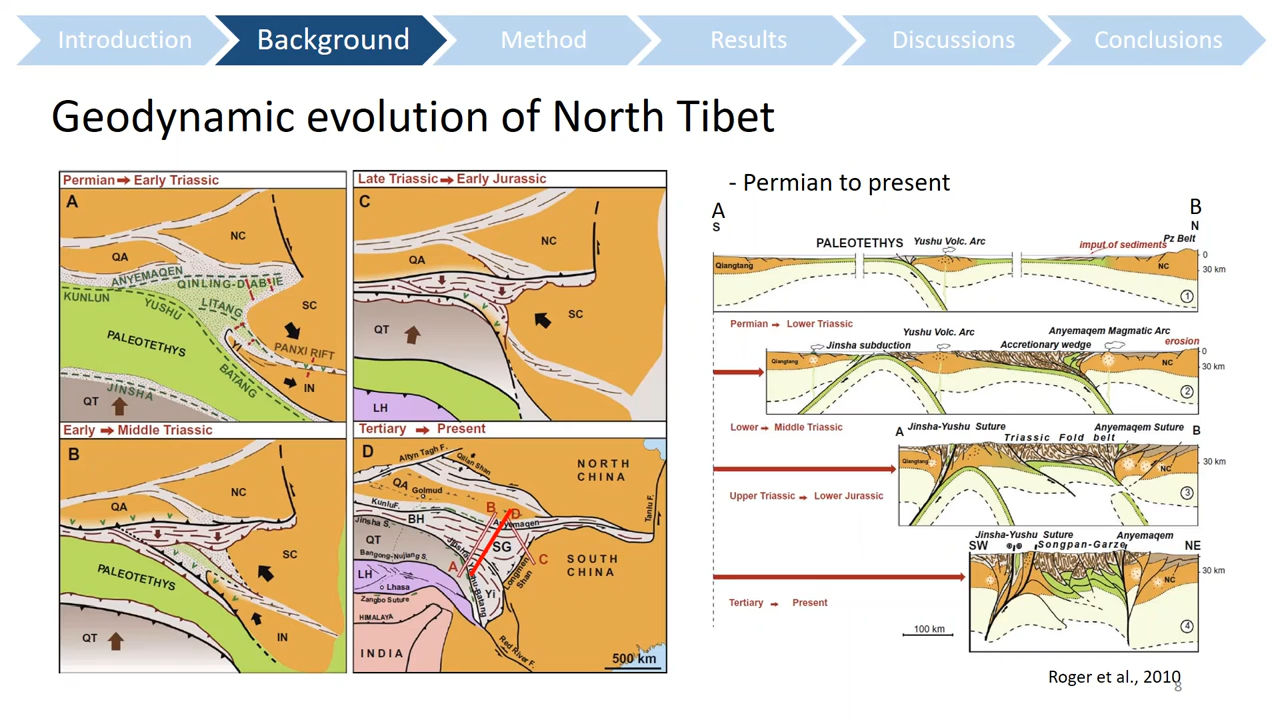 Introduction
Background
Method
Results
Discussions
Conclusions
Geodynamic evolution of North Tibet
Permian → Early Triassic
A
NC
QA
ANYEMAQEN
QINLING-DABIE
KUNLUN
YUSHU
LITANG
SC
PALEOTETHYS
YI
PANXI RIFT
BATANG
IN
JINSHA
QT
Late Triassic → Early Jurassic
C
NC
QA
QT
SC
LH
Early → Middle Triassic
B
NC
QA
SC
PALEOTETHYS
QT
IN
Tertiary → Present
D
Altyn Tagh F.
Qilian Shan
NORTH
CHINA
QA
Golmud
Kunlu F.
B
D
Anyemaqen
Tanlu F.
Jinsha S.
BH
QT
SG
Bangong-Nujiang S.
A
C
SOUTH
CHINA
Longmen
Shan
LH
Lhasa
Yi
Zangbo Suture
HIMALAYA
INDIA
Red River F.
500 km
- Permian to present
A
S
B
N
PALEOTETHYS
Yushu Volc. Arc
imput of sediments
Pz Belt
Qiangtang
NC
0
30 km
1
Permian → Lower Triassic
Yushu Volc. Arc
Anyemaqem Magmatic Arc
Jinsha subduction
Accretionary wedge
erosion
Qiangtang
NC
0
30 km
2
Lower → Middle Triassic
Jinsha-Yushu Suture
Anyemaqem Suture
A
Triassic Fold belt
B
Qiangtang
NC
30 km
3
Upper Triassic → Lower Jurassic
Jinsha-Yushu Suture
Anyemaqem
SW
Songpan-Garze
NE
NC
30 km
4
Tertiary → Present
100 km
Roger et al., 2010
8